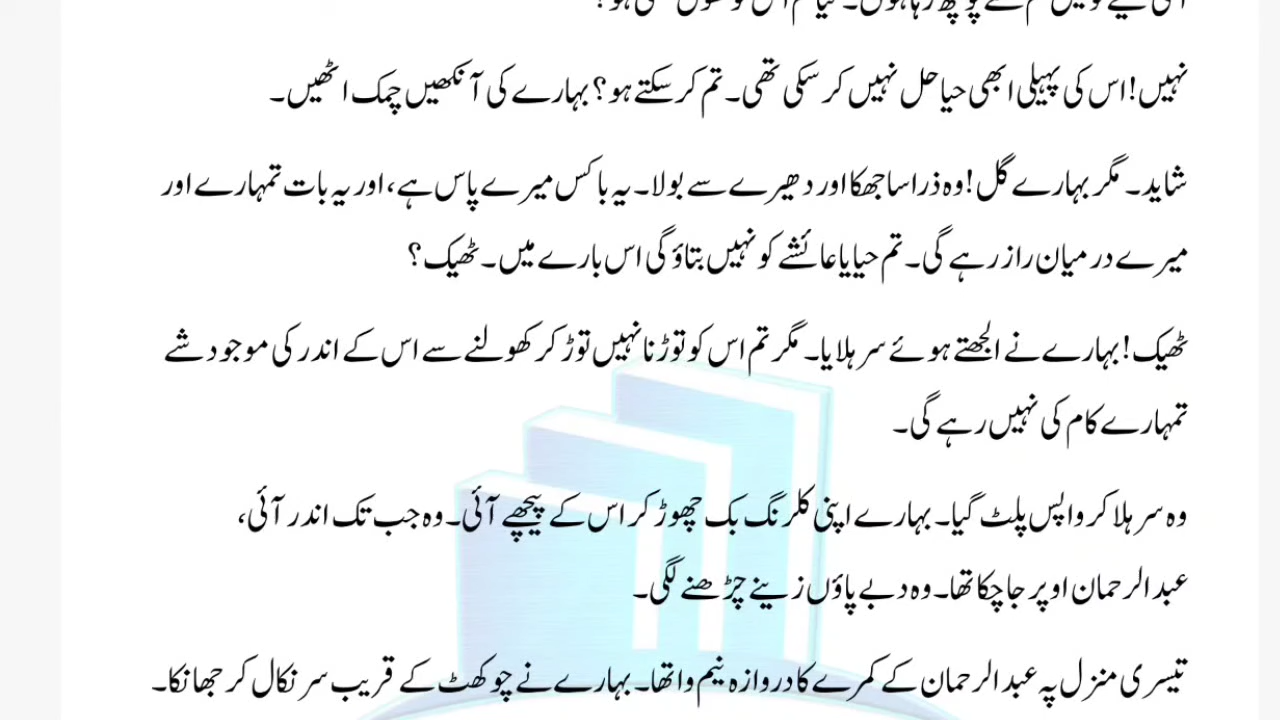 نہیں! اس کی پہیلی ابھی حیا حل نہیں کر سکی تھی۔ تم کر سکتے ہو؟ بہارے کی آنکھیں چمک اٹھیں۔
شاید۔ مگر بہارے گل! وہ ذرا سا جھکا اور دھیرے سے بولا۔ یہ باکس میرے پاس ہے، اور یہ بات تمہارے اور
میرے درمیان راز رہے گی۔ تم حیا یا عائشے کو نہیں بتاؤ گی اس بارے میں۔ ٹھیک؟
ٹھیک! بہارے نے الجھتے ہوئے سر ہلایا۔ مگر تم اس کو توڑنا نہیں توڑ کر کھولنے سے اس کے اندر کی موجود شے
تمہارے کام کی نہیں رہے گی۔
وہ سر ہلا کر واپس پلٹ گیا۔ بہارے اپنی کلرنگ بک چھوڑ کر اس کے پیچھے آئی۔ وہ جب تک اندر آئی،
عبدالرحمان اوپر جا چکا تھا۔ وہ دبے پاؤں زینے چڑھنے لگی۔
تیسری منزل پہ عبدالرحمان کے کمرے کا دروازہ نیم وا تھا۔ بہارے نے چوکھٹ کے قریب سر نکال کر جھانکا۔